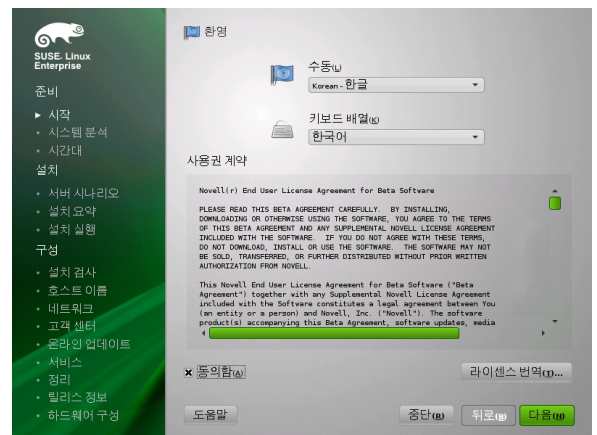 SUSE. Linux
Enterprise
준비
시작
시스템 분석
시간대
설치
서버 시나리오
설치 요약
설치 실행
구성
설치 검사
호스트 이름
네트워크
고객 센터
온라인 업데이트
서비스
정리
릴리스 정보
하드웨어 구성
환영
수동(L)
Korean - 한글
키보드 배열(K)
한국어
사용권 계약
Novell(r) End User License Agreement for Beta Software
PLEASE READ THIS BETA AGREEMENT CAREFULLY. BY INSTALLING,
DOWNLOADING OR OTHERWISE USING THE SOFTWARE, YOU AGREE TO THE TERMS
OF THIS BETA AGREEMENT AND ANY SUPPLEMENTAL NOVELL LICENSE AGREEMENT
INCLUDED WITH THE SOFTWARE. IF YOU DO NOT AGREE WITH THESE TERMS,
DO NOT DOWNLOAD, INSTALL OR USE THE SOFTWARE. THE SOFTWARE MAY NOT
BE SOLD, TRANSFERRED, OR FURTHER DISTRIBUTED WITHOUT PRIOR WRITTEN
AUTHORIZATION FROM NOVELL.
This Novell End User License Agreement for Beta Software ("Beta
Agreement") together with any Supplemental Novell License Agreement
included with the Software constitutes a legal agreement between You
(an entity or a person) and Novell, Inc. ("Novell"). The software
product(s) accompanying this Beta Agreement, software updates, media
동의함(A)
라이센스 번역(T)...
도움말
중단(R)
뒤로(B)
다음(N)